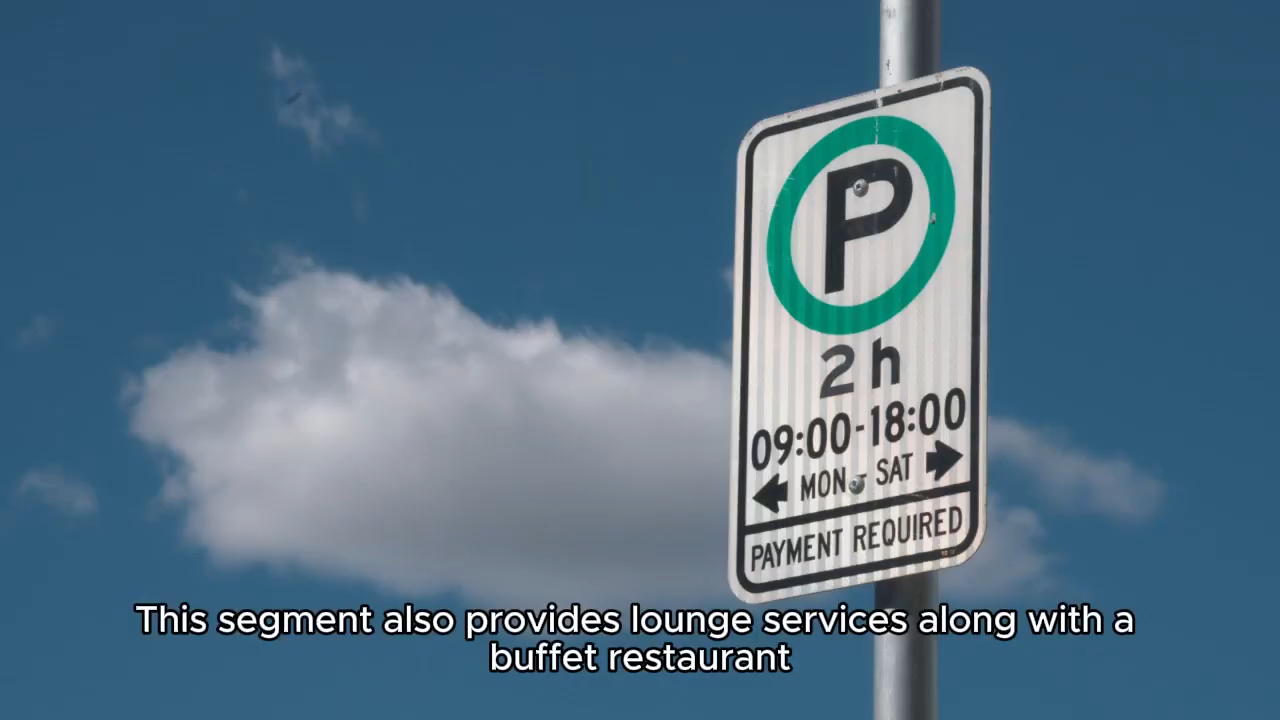 P
2 h
09:00-18:00
MON - SAT
PAYMENT REQUIRED
This segment also provides lounge services along with a
buffet restaurant